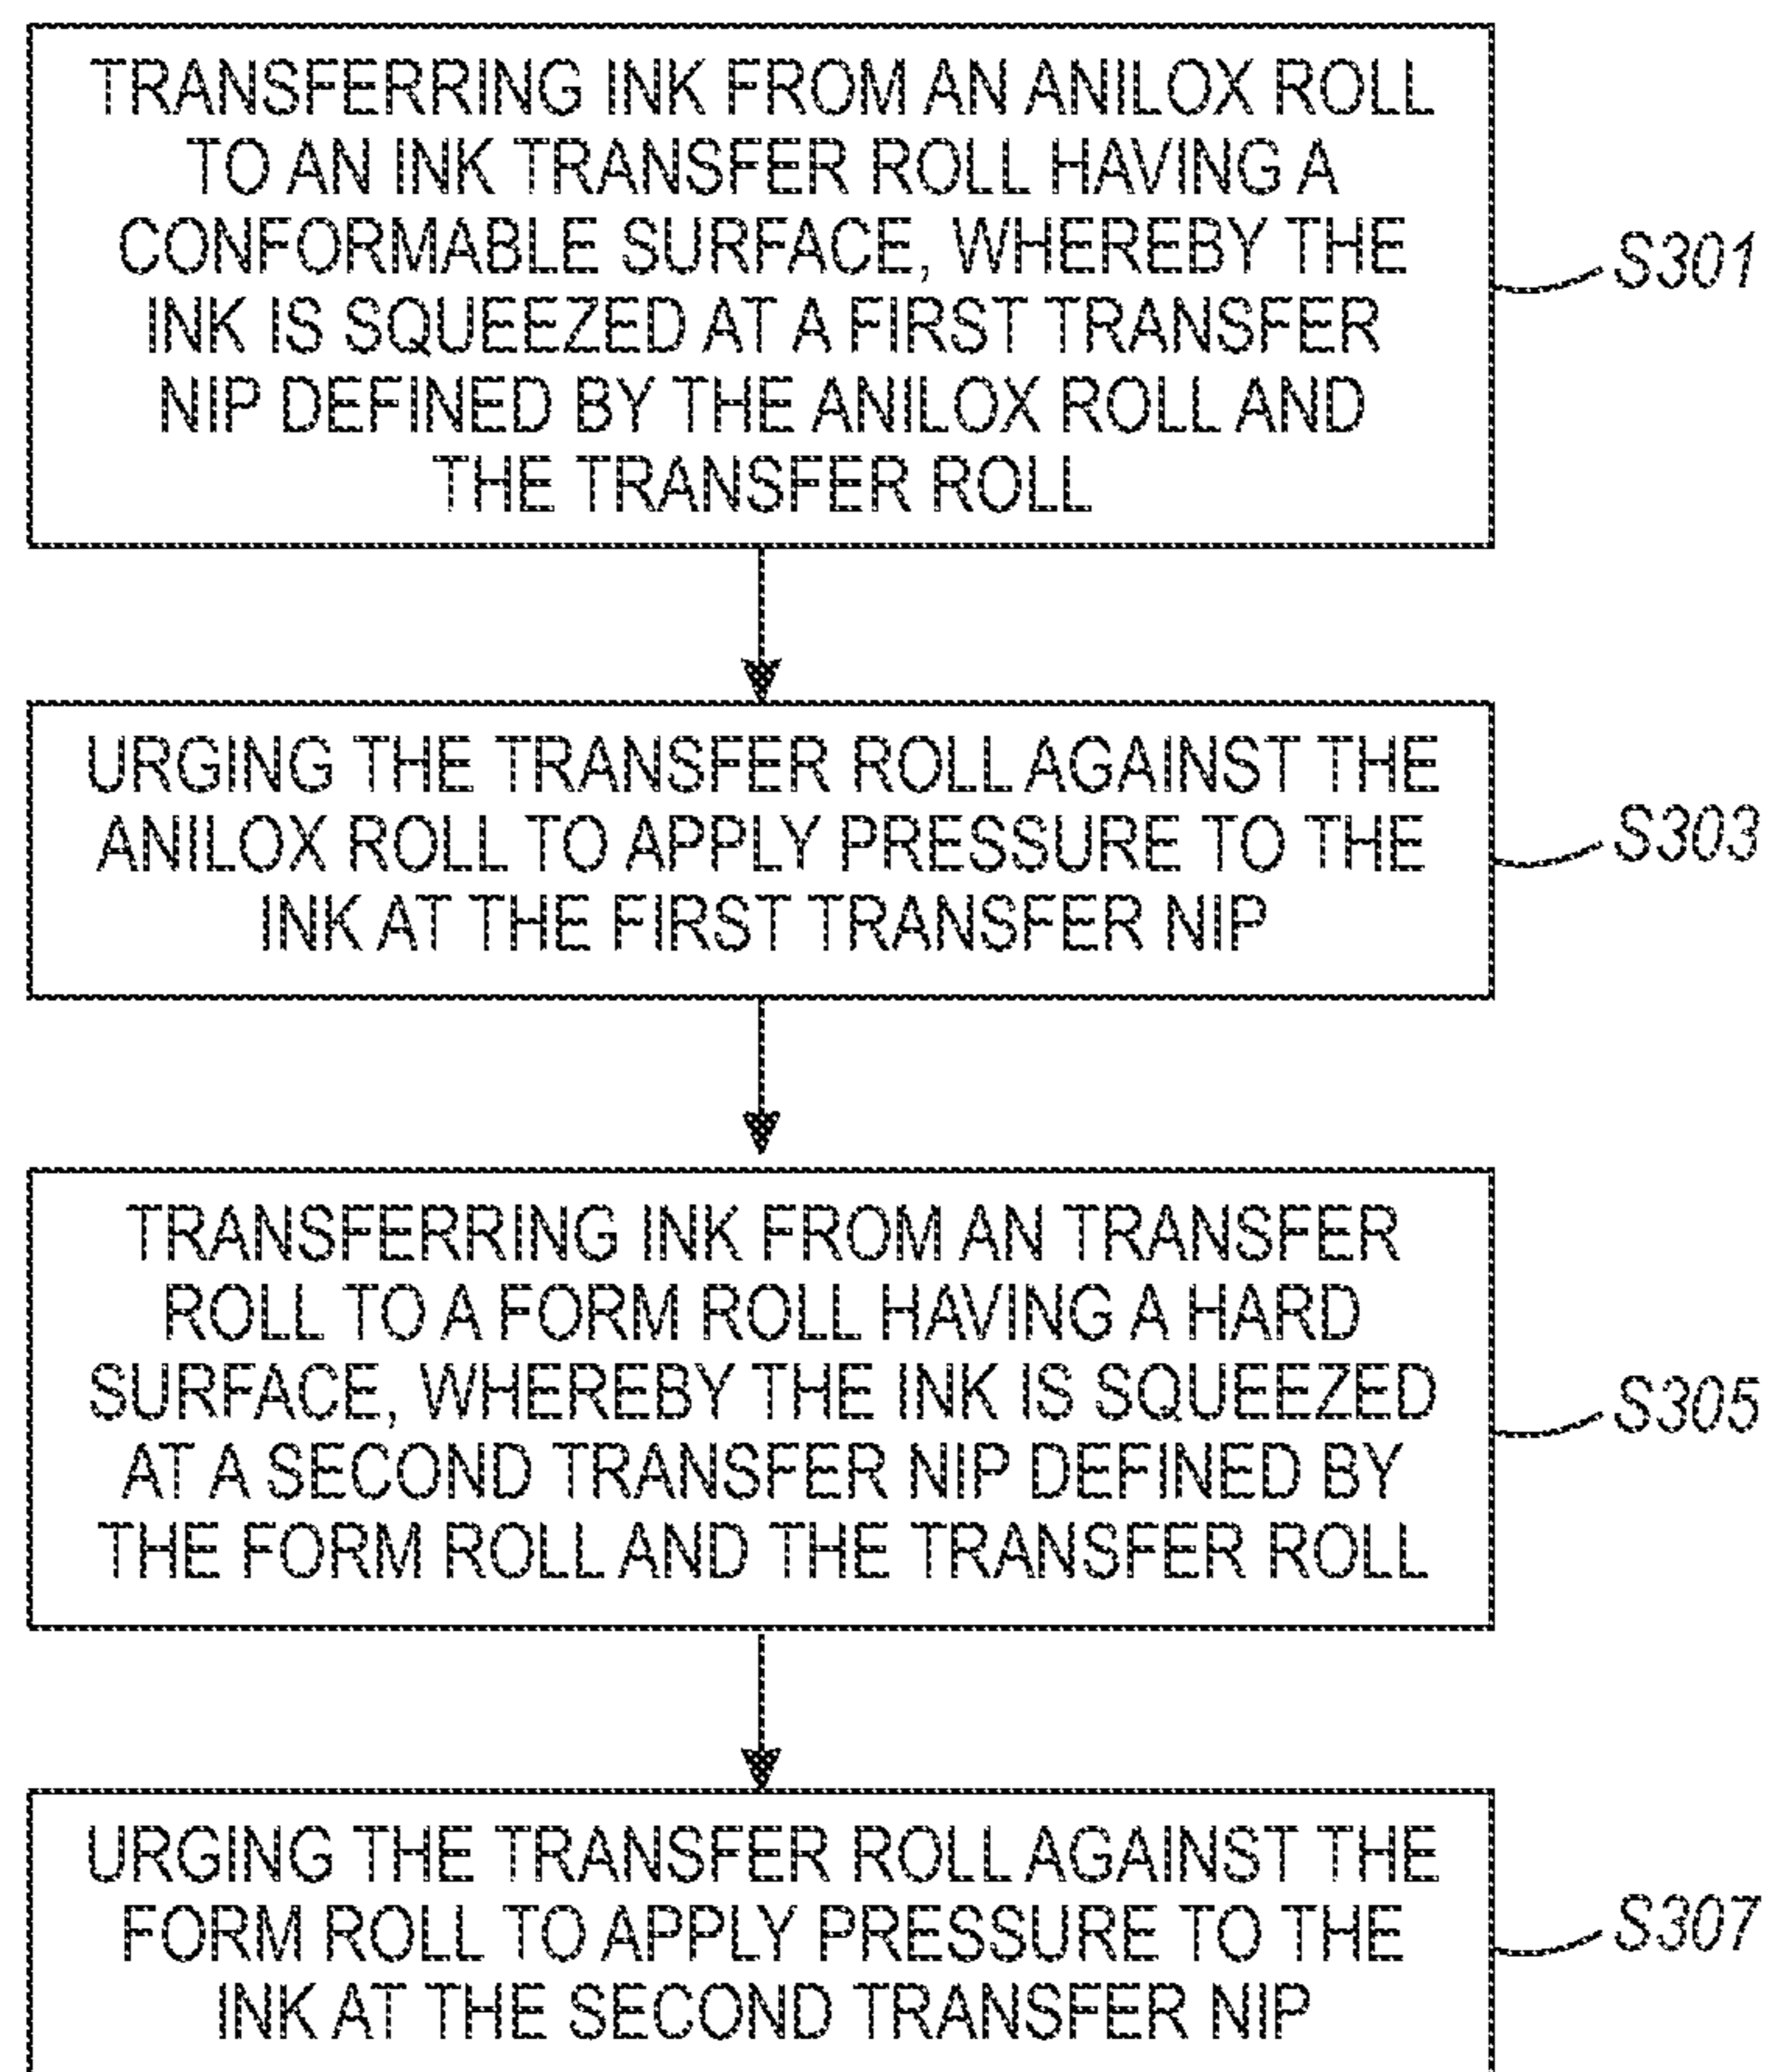 TRANSFERRING INK FROM AN ANILOX ROLL
TO AN INK TRANSFER ROLL HAVING A
CONFORMABLE SURFACE, WHEREBY THE
INK IS SQUEEZED AT A FIRST TRANSFER
NIP DEFINED BY THE ANILOX ROLL AND
THE TRANSFER ROLL
S301
URGING THE TRANSFER ROLL AGAINST THE
ANILOX ROLL TO APPLY PRESSURE TO THE
INK AT THE FIRST TRANSFER NIP
S303
TRANSFERRING INK FROM AN TRANSFER
ROLL TO A FORM ROLL HAVING A HARD
SURFACE, WHEREBY THE INK IS SQUEEZED
AT A SECOND TRANSFER NIP DEFINED BY
THE FORM ROLL AND THE TRANSFER ROLL
S305
URGING THE TRANSFER ROLL AGAINST THE
FORM ROLL TO APPLY PRESSURE TO THE
INK AT THE SECOND TRANSFER NIP
S307